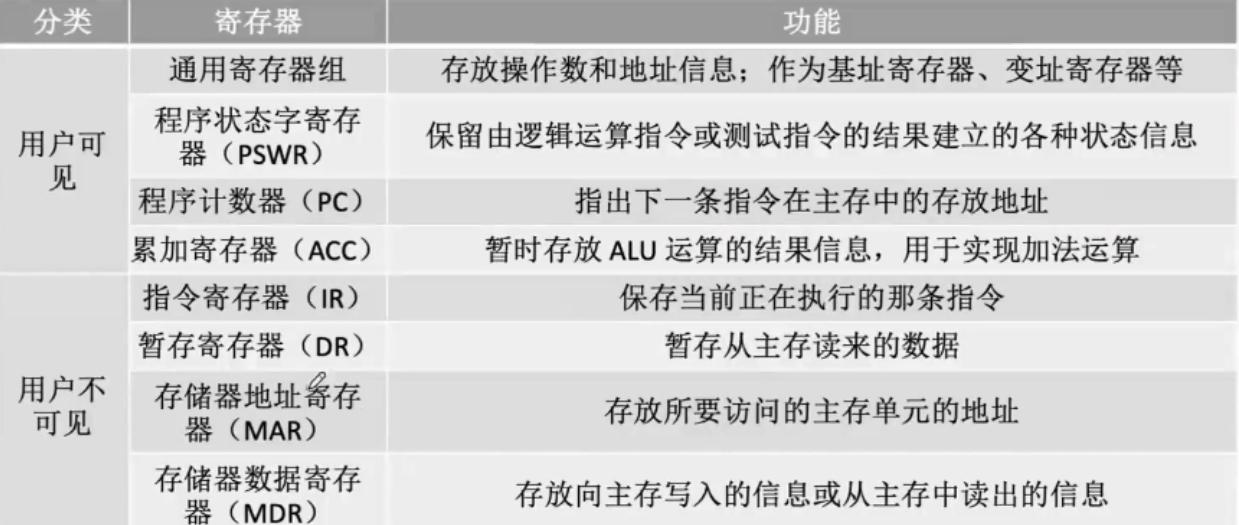 分类 寄存器 功能
用户可
见
通用寄存器组 存放操作数和地址信息；作为基址寄存器、变址寄存器等
程序状态字寄存
器（PSWR） 保留由逻辑运算指令或测试指令的结果建立的各种状态信息
程序计数器（PC） 指出下一条指令在主存中的存放地址
累加寄存器（ACC） 暂时存放 ALU 运算的结果信息，用于实现加法运算
用户不
可见
指令寄存器（IR） 保存当前正在执行的那条指令
暂存寄存器（DR） 暂存从主存读来的数据
存储器地址寄存
器（MAR） 存放所要访问的主存单元的地址
存储器数据寄存
器（MDR） 存放向主存写入的信息或从主存中读出的信息